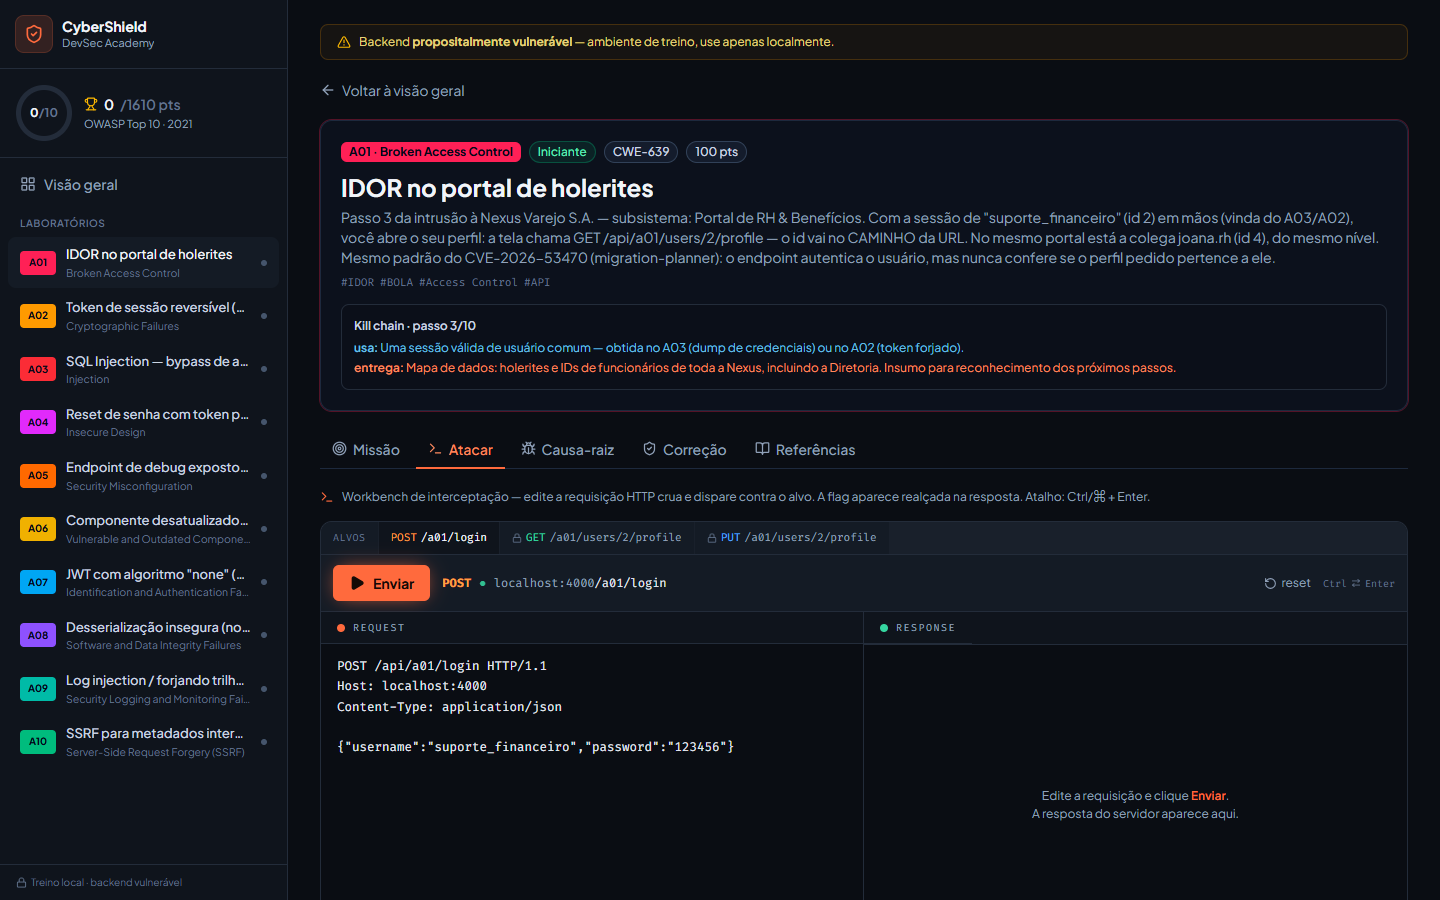 CyberShield
DevSec Academy
0/10
0 /1610 pts
OWASP Top 10 · 2021
Visão geral
LABORATÓRIOS
A01
IDOR no portal de holerites
Broken Access Control
A02
Token de sessão reversível (...
Cryptographic Failures
A03
SQL Injection — bypass de a...
Injection
A04
Reset de senha com token p...
Insecure Design
A05
Endpoint de debug exposto...
Security Misconfiguration
A06
Componente desatualizado...
Vulnerable and Outdated Compone...
A07
JWT com algoritmo "none" (...
Identification and Authentication Fa...
A08
Desserialização insegura (no...
Software and Data Integrity Failures
A09
Log injection / forjando trilh...
Security Logging and Monitoring Fai...
A10
SSRF para metadados inter...
Server-Side Request Forgery (SSRF)
Treino local · backend vulnerável
Backend propositalmente vulnerável — ambiente de treino, use apenas localmente.
Voltar à visão geral
A01 · Broken Access Control
Iniciante
CWE-639
100 pts
IDOR no portal de holerites
Passo 3 da intrusão à Nexus Varejo S.A. — subsistema: Portal de RH & Benefícios. Com a sessão de "suporte_financeiro" (id 2) em mãos (vinda do A03/A02),
você abre o seu perfil: a tela chama GET /api/a01/users/2/profile — o id vai no CAMINHO da URL. No mesmo portal está a colega joana.rh (id 4), do mesmo nível.
Mesmo padrão do CVE-2026-53470 (migration-planner): o endpoint autentica o usuário, mas nunca confere se o perfil pedido pertence a ele.
#IDOR #BOLA #Access Control #API
Kill chain · passo 3/10
usa: Uma sessão válida de usuário comum — obtida no A03 (dump de credenciais) ou no A02 (token forjado).
entrega: Mapa de dados: holerites e IDs de funcionários de toda a Nexus, incluindo a Diretoria. Insumo para reconhecimento dos próximos passos.
Missão
Atacar
Causa-raiz
Correção
Referências
Workbench de interceptação — edite a requisição HTTP crua e dispare contra o alvo. A flag aparece realçada na resposta. Atalho: Ctrl/⌘ + Enter.
ALVOS
POST /a01/login
GET /a01/users/2/profile
PUT /a01/users/2/profile
Enviar
POST
localhost:4000/a01/login
reset
Ctrl ⇄ Enter
REQUEST
POST /api/a01/login HTTP/1.1
Host: localhost:4000
Content-Type: application/json
{"username":"suporte_financeiro","password":"123456"}
RESPONSE
Edite a requisição e clique Enviar.
A resposta do servidor aparece aqui.